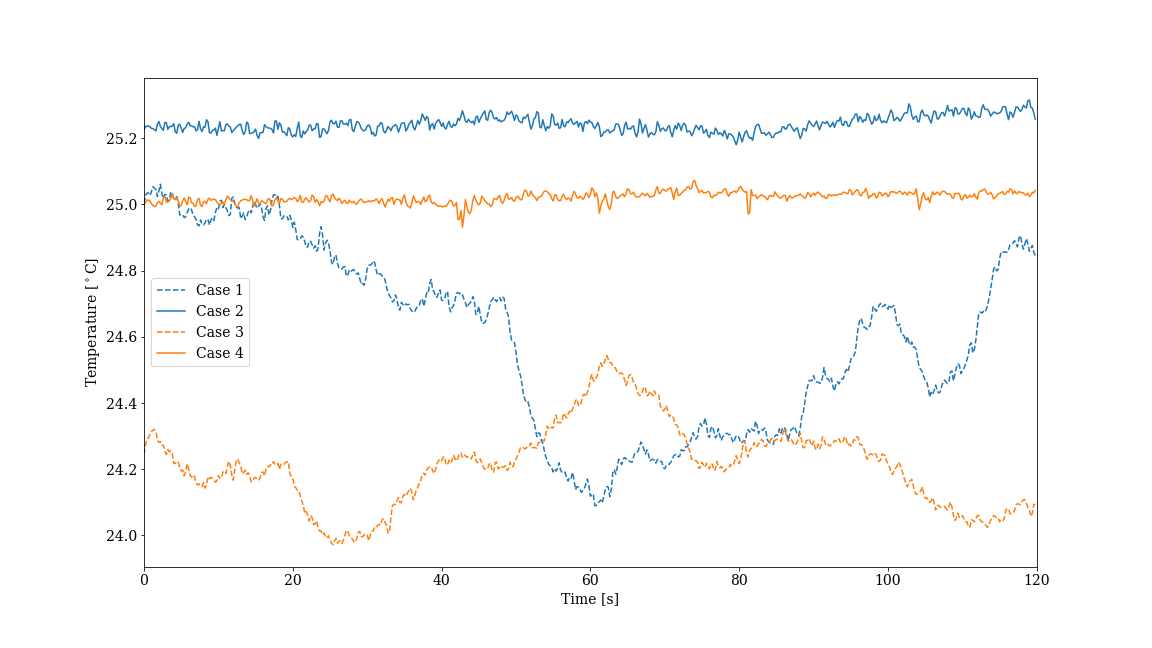 25.2
25.0
24.8
24.6
24.4
24.2
24.0
Temperature [°C]
Case 1
Case 2
Case 3
Case 4
0 20 40 60 80 100 120
Time [s]